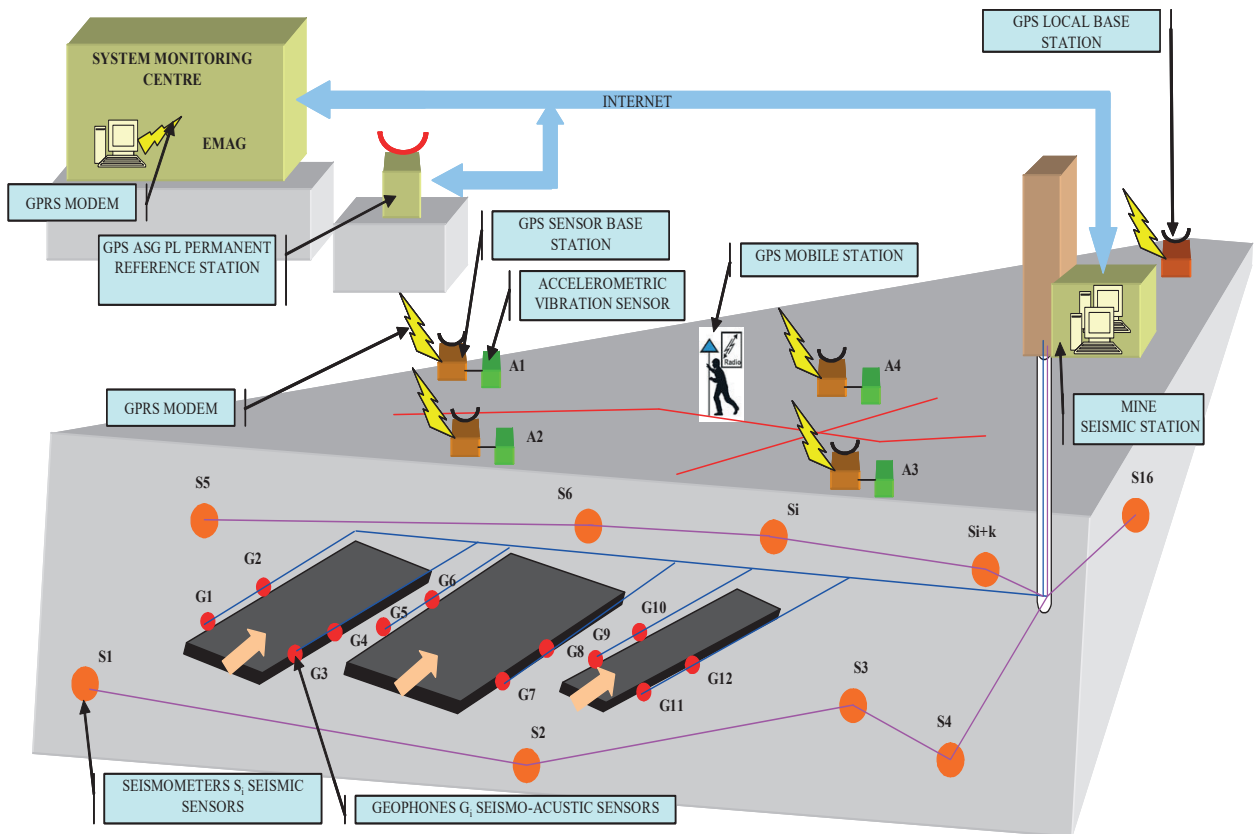 GPS LOCAL BASE
STATION
SYSTEM MONITORING
CENTRE
EMAG
INTERNET
GPRS MODEM
GPS ASG PL PERMANENT
REFERENCE STATION
GPS SENSOR BASE
STATION
ACCELEROMETRIC
VIBRATION SENSOR
GPS MOBILE STATION
Radio
A1
A4
GPRS MODEM
A2
A3
MINE
SEISMIC STATION
S5
S6
Si
Si+k
S16
G2
G1
G6
G5
G4
G3
G10
G9
G8
G7
G12
G11
S1
S2
S3
S4
SEISMOMETERS Si SEISMIC
SENSORS
GEOPHONES Gi SEISMO-ACUSTIC SENSORS